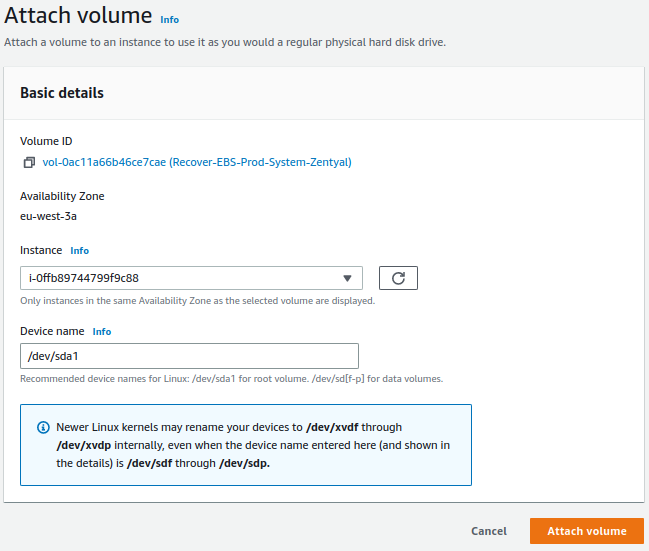 Attach volume Info
Attach a volume to an instance to use it as you would a regular physical hard disk drive.
Basic details
Volume ID
vol-0ac11a66b46ce7cae (Recover-EBS-Prod-System-Zentyal)
Availability Zone
eu-west-3a
Instance Info
i-0ffb89744799f9c88
Only instances in the same Availability Zone as the selected volume are displayed.
Device name Info
/dev/sda1
Recommended device names for Linux: /dev/sda1 for root volume. /dev/sd[f-p] for data volumes.
Newer Linux kernels may rename your devices to /dev/xvdf through
/dev/xvdp internally, even when the device name entered here (and shown in
the details) is /dev/sdf through /dev/sdp.
Cancel Attach volume